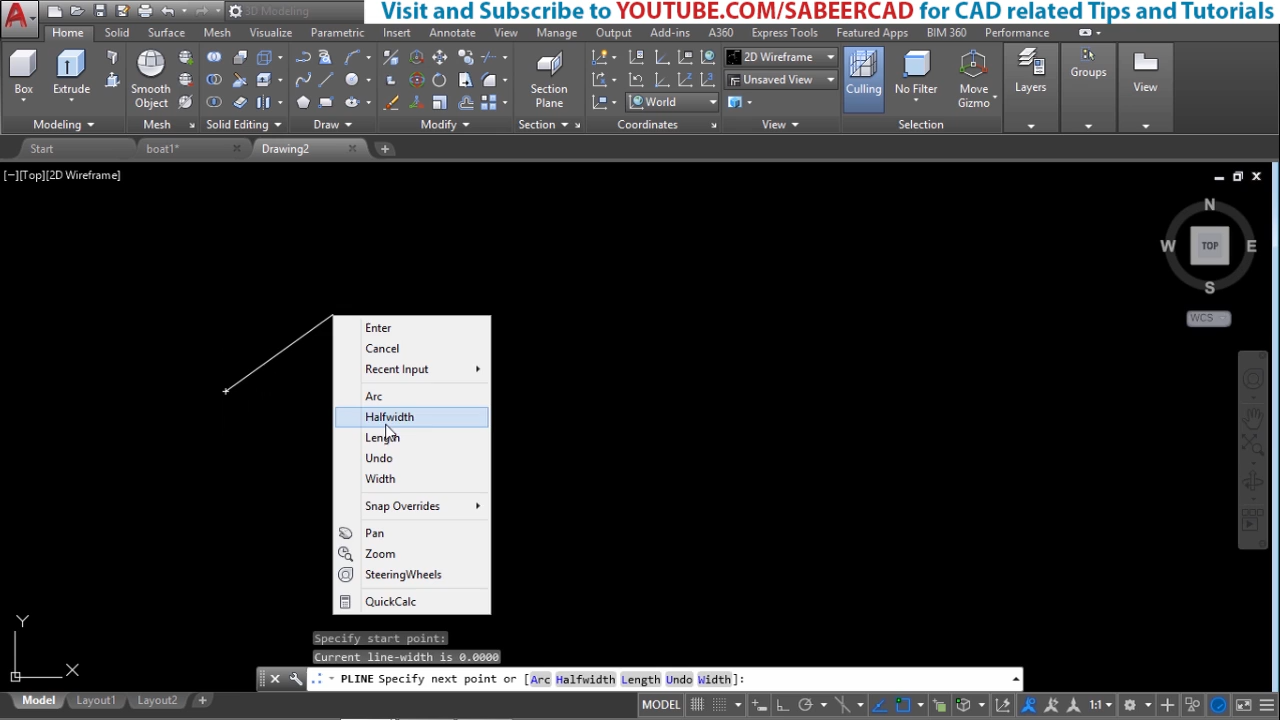 Visit and Subscribe to YOUTUBE.COM/SABEERCAD for CAD related Tips and Tutorials
3D Modeling
Home Solid Surface Mesh Visualize Parametric Insert Annotate View Manage Output Add-ins A360 Express Tools Featured Apps BIM 360 Performance
2D Wireframe
Unsaved View
World
Box Extrude Smooth Object Section Plane Culling No Filter Move Gizmo Layers Groups View
Modeling Mesh Solid Editing Draw Modify Section Coordinates View Selection
Start boat1* Drawing2
[−][Top][2D Wireframe]
N
W TOP E
S
WCS
Enter
Cancel
Recent Input
Arc
Halfwidth
Length
Undo
Width
Snap Overrides
Pan
Zoom
SteeringWheels
QuickCalc
Y
X
Specify start point:
Current line-width is 0.0000
PLINE Specify next point or [Arc Halfwidth Length Undo Width]:
Model Layout1 Layout2 +
MODEL 1:1